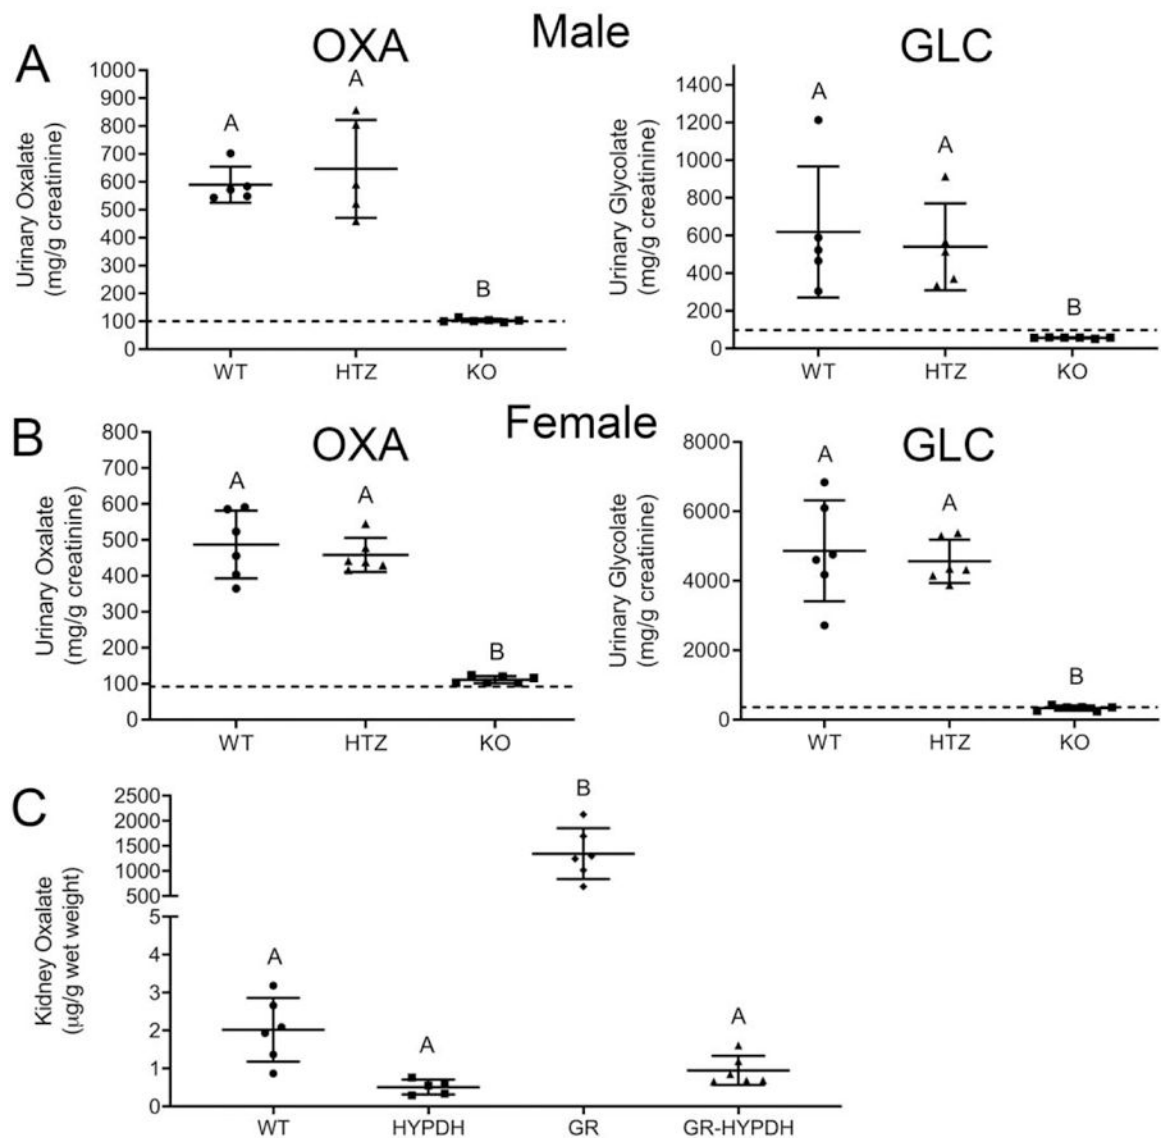 Male
A
OXA
GLC
Urinary Oxalate
(mg/g creatinine)
1000
900
800
700
600
500
400
300
200
100
0
A
A
B
WT
HTZ
KO
Urinary Glycolate
(mg/g creatinine)
1400
1200
1000
800
600
400
200
0
A
A
B
WT
HTZ
KO
Female
B
OXA
GLC
Urinary Oxalate
(mg/g creatinine)
800
700
600
500
400
300
200
100
0
A
A
B
WT
HTZ
KO
Urinary Glycolate
(mg/g creatinine)
8000
6000
4000
2000
0
A
A
B
WT
HTZ
KO
C
Kidney Oxalate
(μg/g wet weight)
2500
2000
1500
1000
500
5
4
3
2
1
0
A
A
B
A
WT
HYPDH
GR
GR-HYPDH